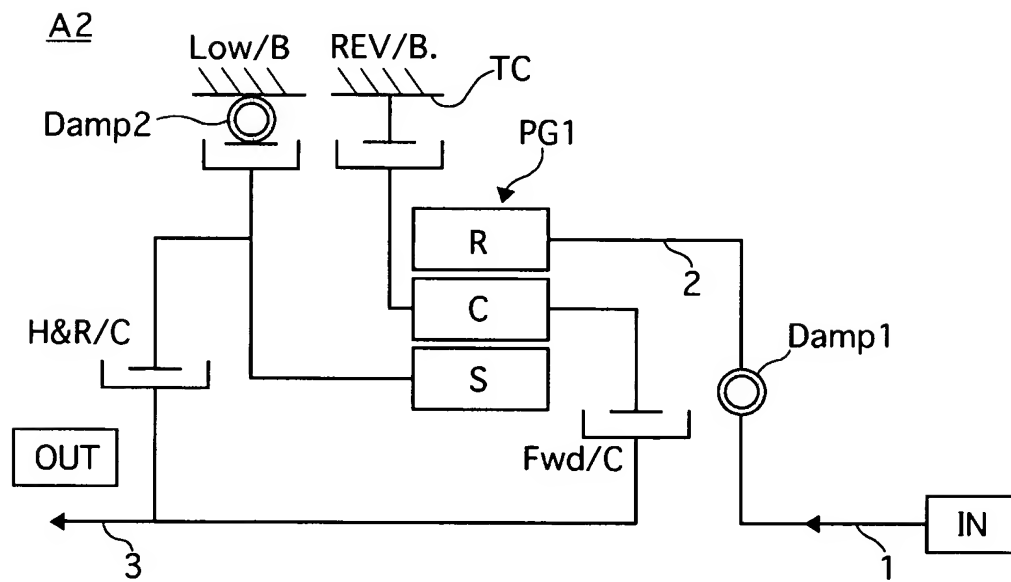 A2
Low/B REV/B.
TC
Damp2
PG1
R
2
C
H&R/C
Damp1
S
OUT
Fwd/C
IN
3
1